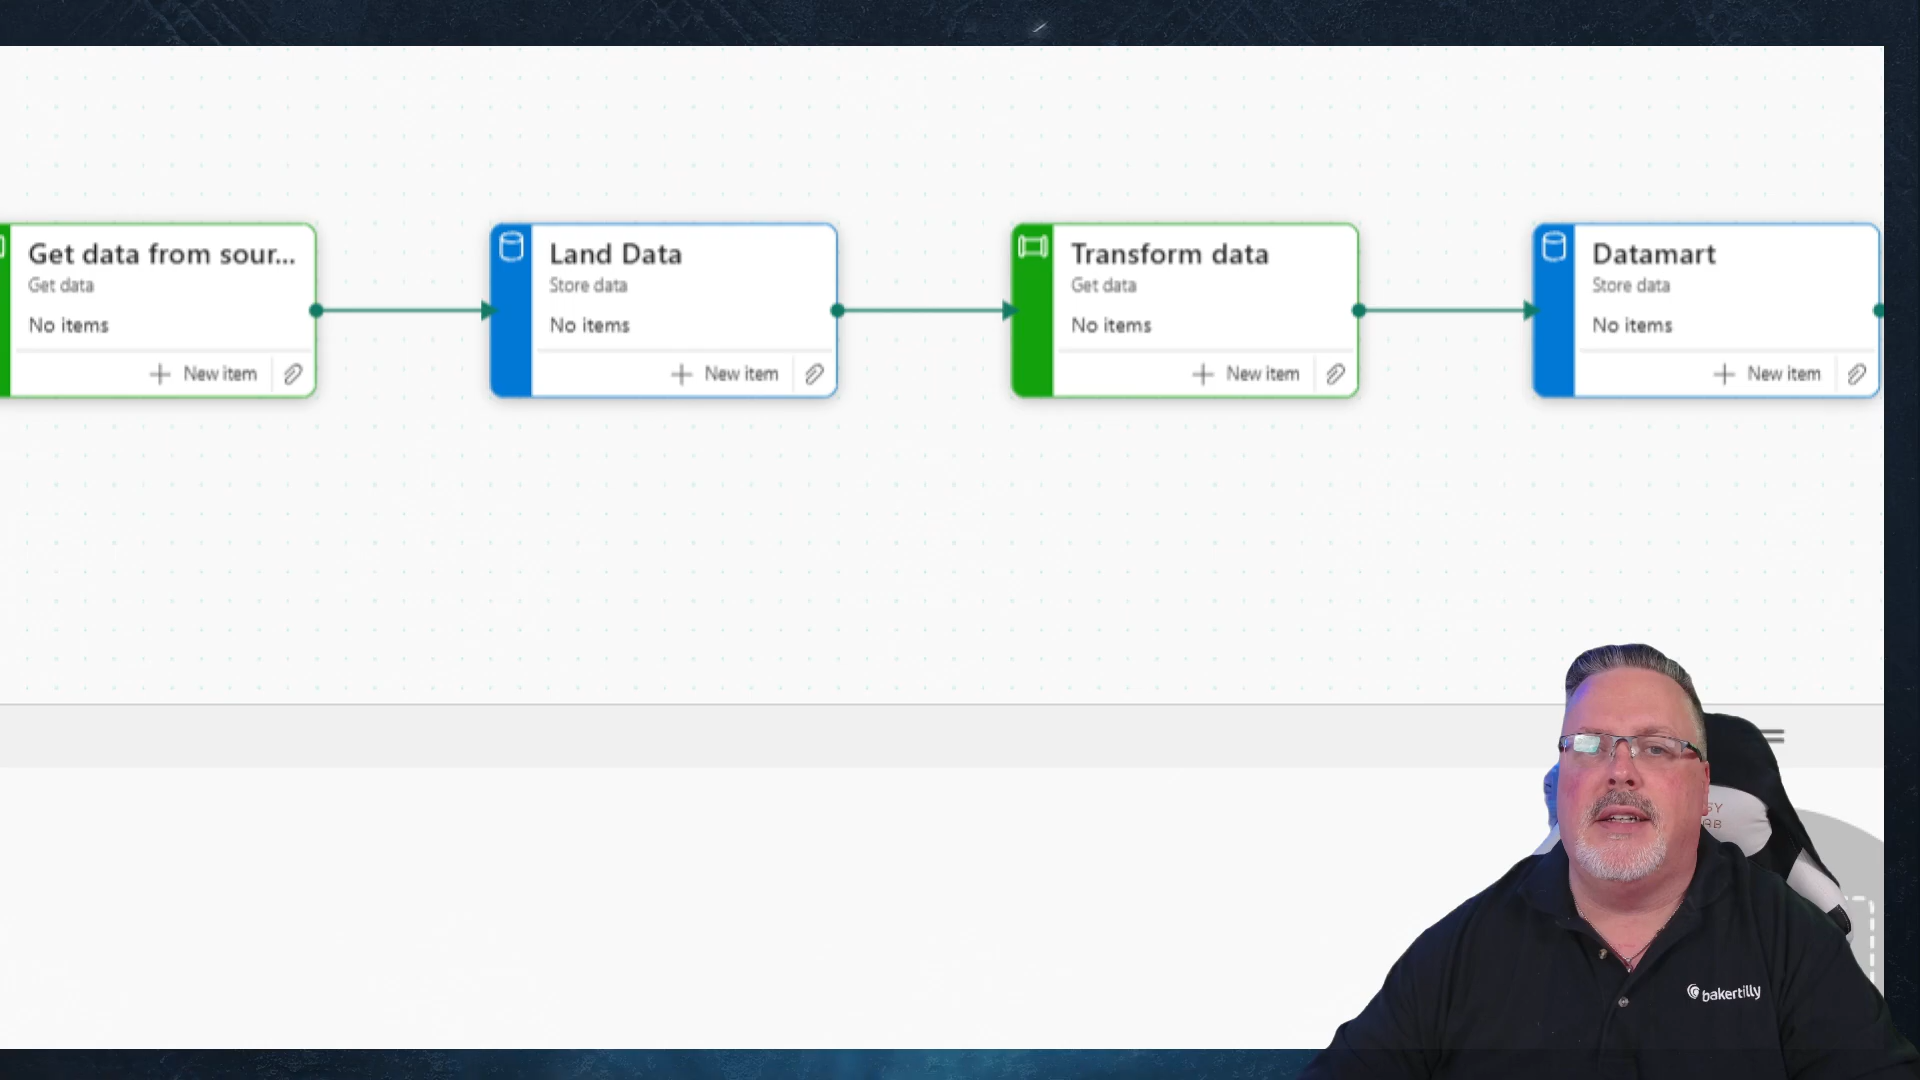 Get data from sour...
Get data
No items
New item
Land Data
Store data
No items
New item
Transform data
Get data
No items
New item
Datamart
Store data
No items
New item
bakertilly